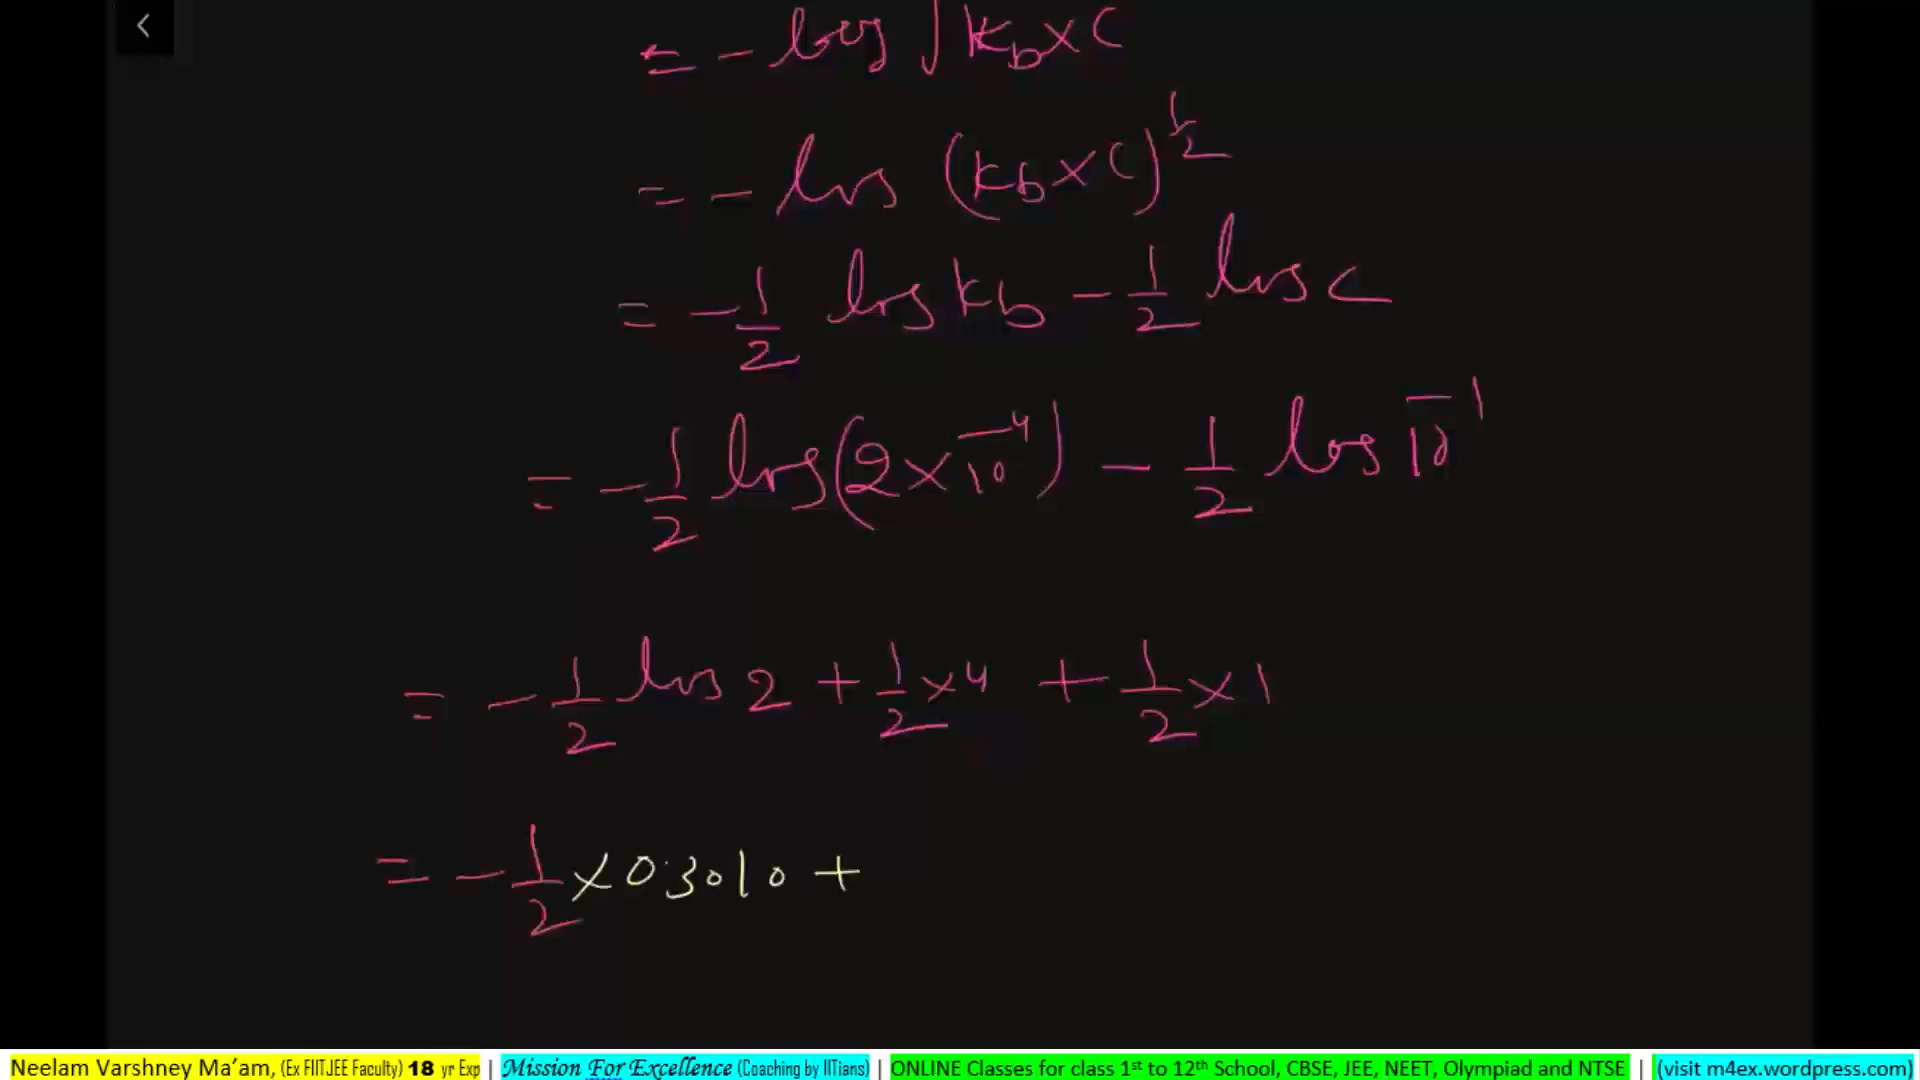 = - log √Kb×C
= - log (Kb×C)^1/2
= - 1/2 log Kb - 1/2 log C
= - 1/2 log(2×10^-4) - 1/2 log 10^-1
= - 1/2 log 2 + 1/2 × 4 + 1/2 × 1
= - 1/2 × 0.3010 +
Neelam Varshney Ma’am, (Ex FIITJEE Faculty) 18 yr Exp | Mission For Excellence (Coaching by IITians) | ONLINE Classes for class 1st to 12th School, CBSE, JEE, NEET, Olympiad and NTSE | (visit m4ex.wordpress.com)